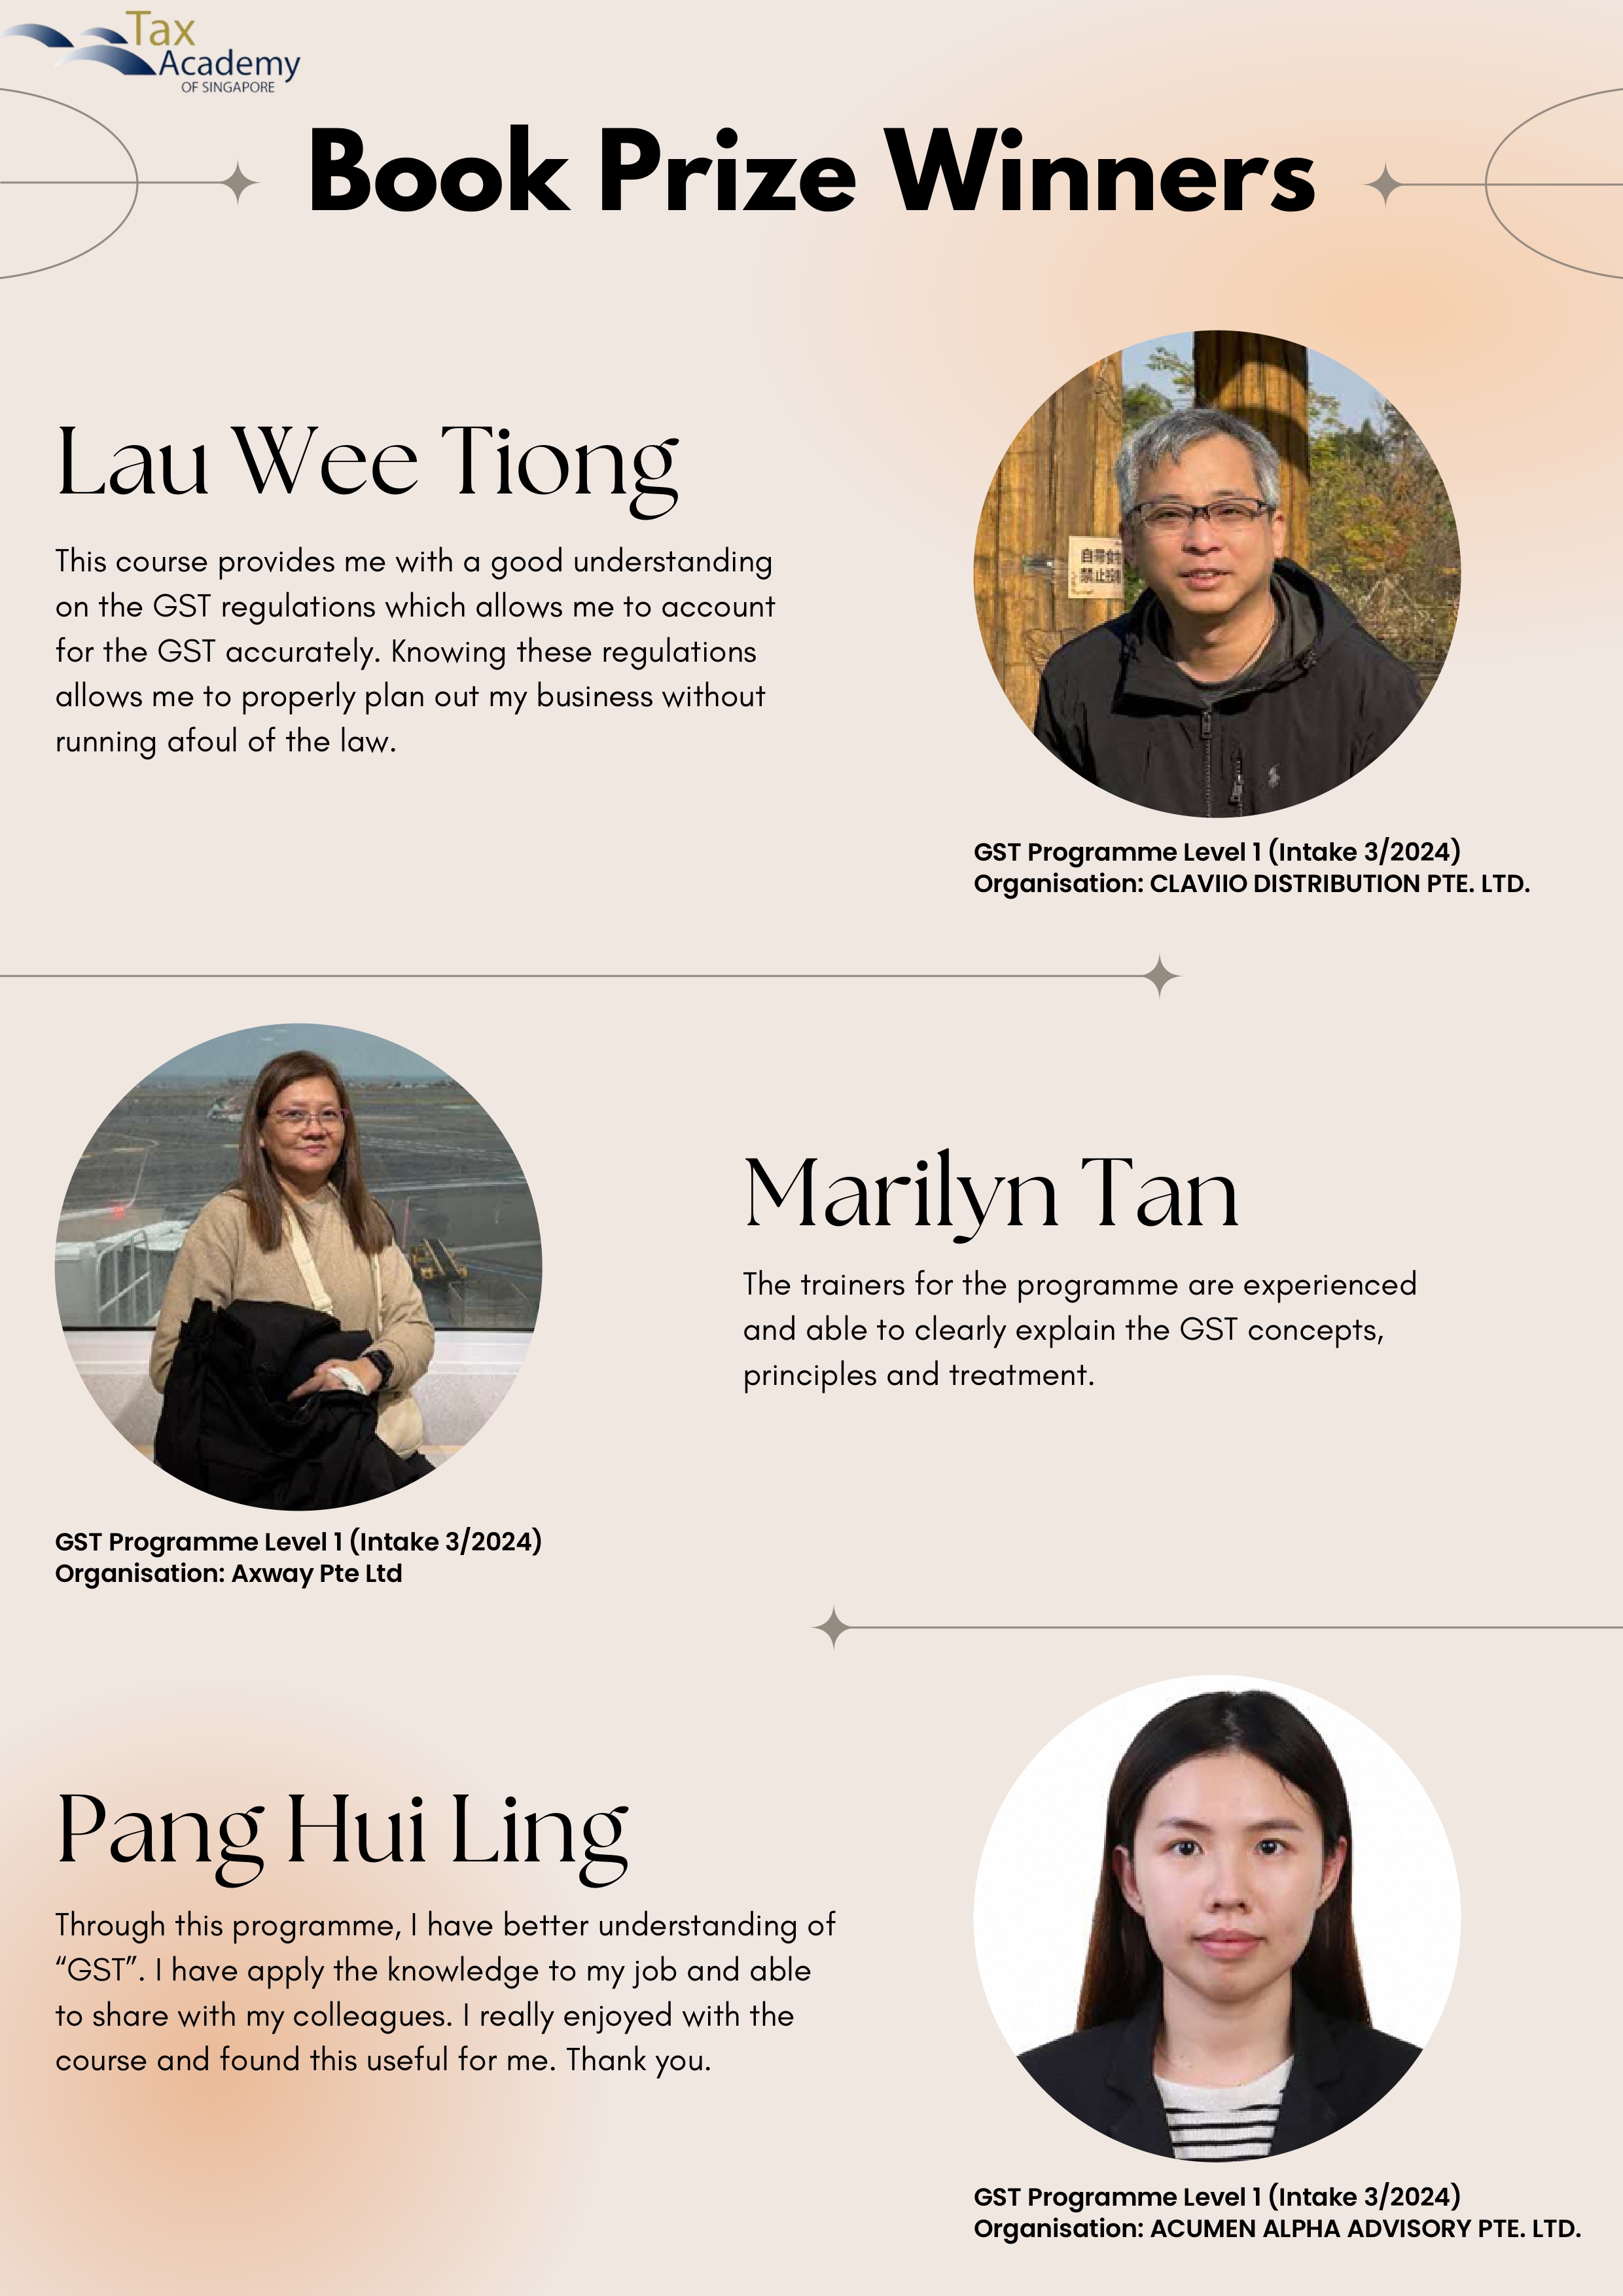 Tax
Academy
OF SINGAPORE
Book Prize Winners
Lau Wee Tiong
This course provides me with a good understanding
on the GST regulations which allows me to account
for the GST accurately. Knowing these regulations
allows me to properly plan out my business without
running afoul of the law.
自带食
禁止投
GST Programme Level 1 (Intake 3/2024)
Organisation: CLAVIIO DISTRIBUTION PTE. LTD.
Marilyn Tan
The trainers for the programme are experienced
and able to clearly explain the GST concepts,
principles and treatment.
GST Programme Level 1 (Intake 3/2024)
Organisation: Axway Pte Ltd
Pang Hui Ling
Through this programme, I have better understanding of
“GST”. I have apply the knowledge to my job and able
to share with my colleagues. I really enjoyed with the
course and found this useful for me. Thank you.
GST Programme Level 1 (Intake 3/2024)
Organisation: ACUMEN ALPHA ADVISORY PTE. LTD.